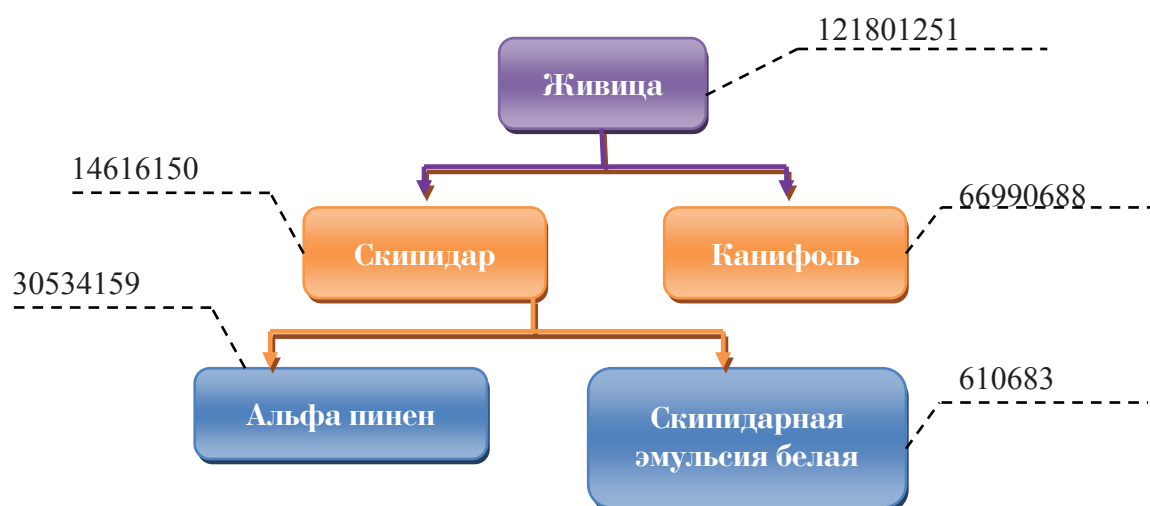 121801251
Живица
14616150
66990688
Скипидар
Канифоль
30534159
610683
Альфа пинен
Скипидарная
эмульсия белая